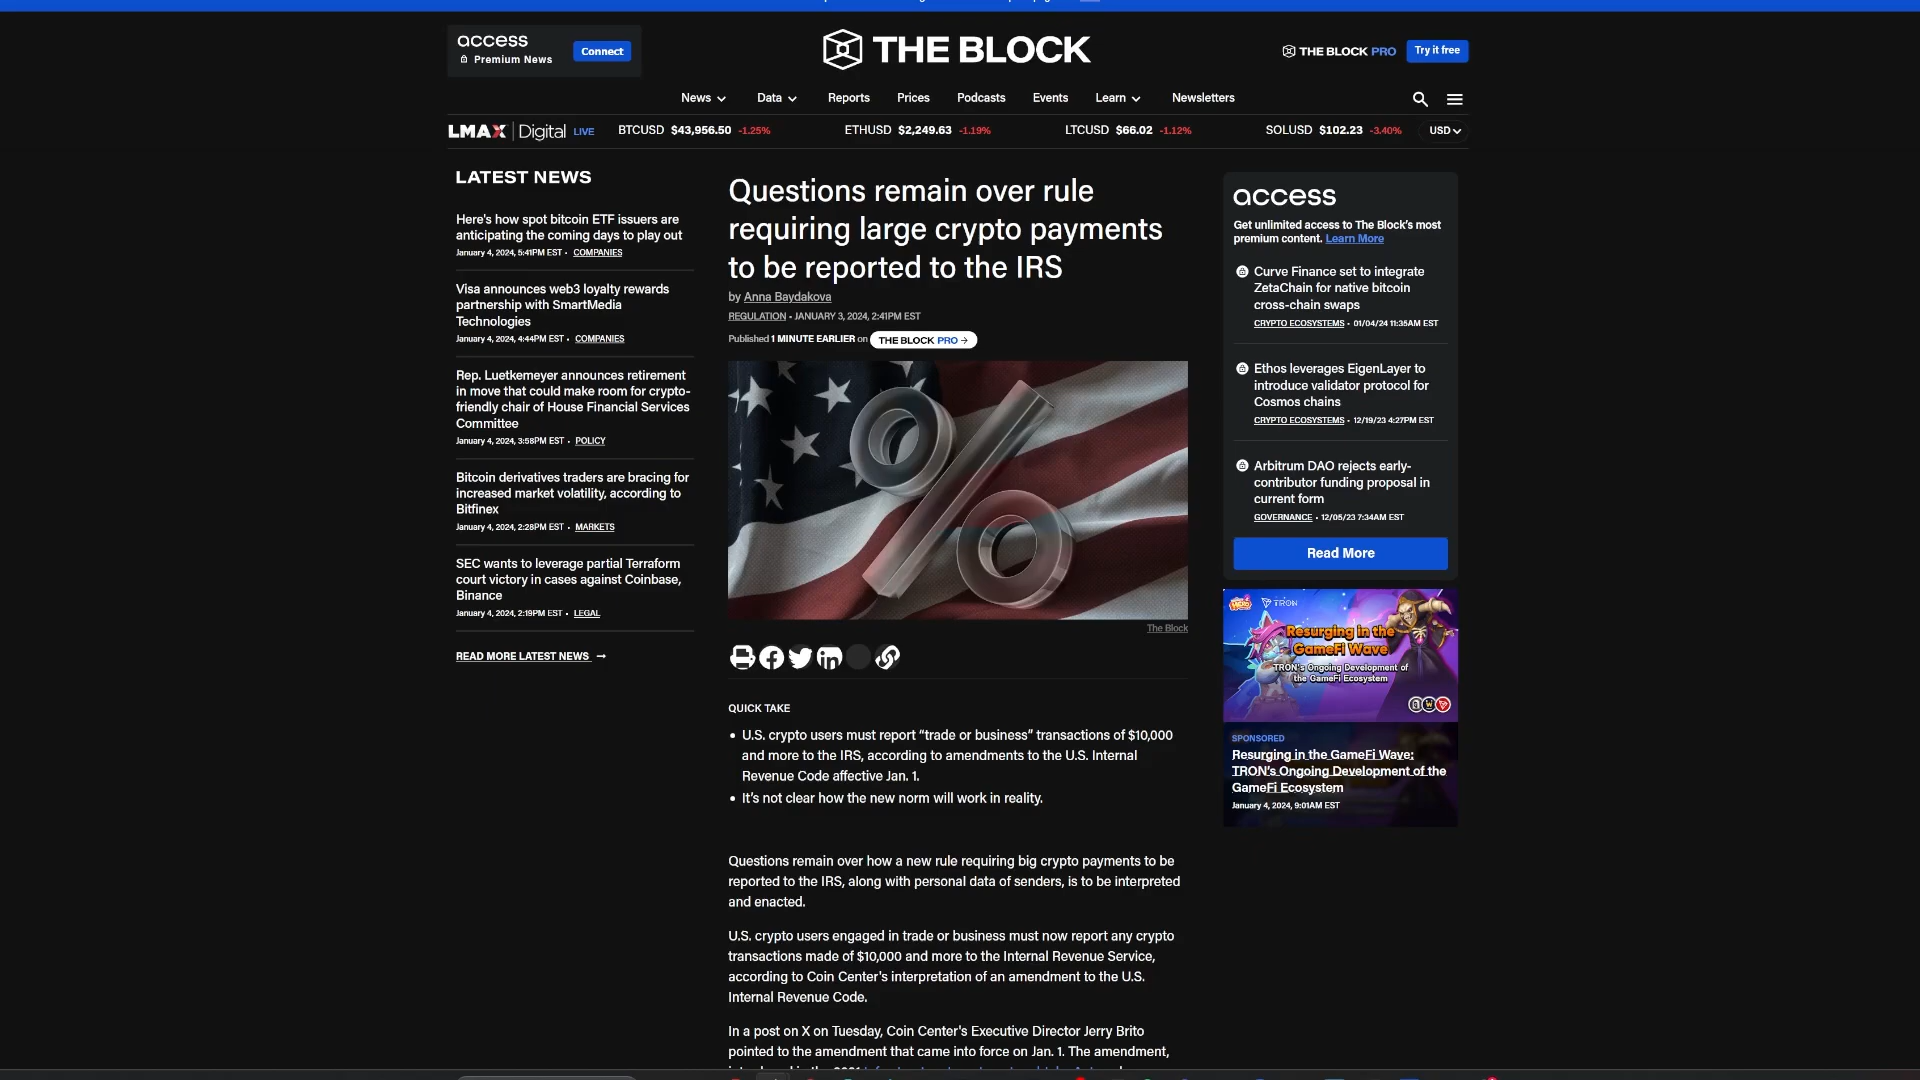 access
Premium News
Connect
THE BLOCK
THE BLOCK PRO
Try it free
News
Data
Reports
Prices
Podcasts
Events
Learn
Newsletters
LMAX Digital LIVE
BTCUSD $43,956.50 -1.25%
ETHUSD $2,249.63 -1.19%
LTCUSD $66.02 -1.12%
SOLUSD $102.23 -3.40%
USD
LATEST NEWS
Here's how spot bitcoin ETF issuers are
anticipating the coming days to play out
January 4, 2024, 5:41PM EST • COMPANIES
Visa announces web3 loyalty rewards
partnership with SmartMedia
Technologies
January 4, 2024, 4:44PM EST • COMPANIES
Rep. Luetkemeyer announces retirement
in move that could make room for crypto-
friendly chair of House Financial Services
Committee
January 4, 2024, 3:58PM EST • POLICY
Bitcoin derivatives traders are bracing for
increased market volatility, according to
Bitfinex
January 4, 2024, 2:28PM EST • MARKETS
SEC wants to leverage partial Terraform
court victory in cases against Coinbase,
Binance
January 4, 2024, 2:19PM EST • LEGAL
READ MORE LATEST NEWS →
Questions remain over rule
requiring large crypto payments
to be reported to the IRS
by Anna Baydakova
REGULATION • JANUARY 3, 2024, 2:41PM EST
Published 1 MINUTE EARLIER on THE BLOCK PRO →
The Block
QUICK TAKE
• U.S. crypto users must report “trade or business” transactions of $10,000
and more to the IRS, according to amendments to the U.S. Internal
Revenue Code affective Jan. 1.
• It’s not clear how the new norm will work in reality.
Questions remain over how a new rule requiring big crypto payments to be
reported to the IRS, along with personal data of senders, is to be interpreted
and enacted.
U.S. crypto users engaged in trade or business must now report any crypto
transactions made of $10,000 and more to the Internal Revenue Service,
according to Coin Center's interpretation of an amendment to the U.S.
Internal Revenue Code.
In a post on X on Tuesday, Coin Center's Executive Director Jerry Brito
pointed to the amendment that came into force on Jan. 1. The amendment,
access
Get unlimited access to The Block's most
premium content. Learn More
Curve Finance set to integrate
ZetaChain for native bitcoin
cross-chain swaps
CRYPTO ECOSYSTEMS • 01/04/24 11:35AM EST
Ethos leverages EigenLayer to
introduce validator protocol for
Cosmos chains
CRYPTO ECOSYSTEMS • 12/19/23 4:27PM EST
Arbitrum DAO rejects early-
contributor funding proposal in
current form
GOVERNANCE • 12/05/23 7:34AM EST
Read More
TRON
Resurging in the
GameFi Wave
TRON's Ongoing Development of
the GameFi Ecosystem
SPONSORED
Resurging in the GameFi Wave:
TRON's Ongoing Development of the
GameFi Ecosystem
January 4, 2024, 9:01AM EST